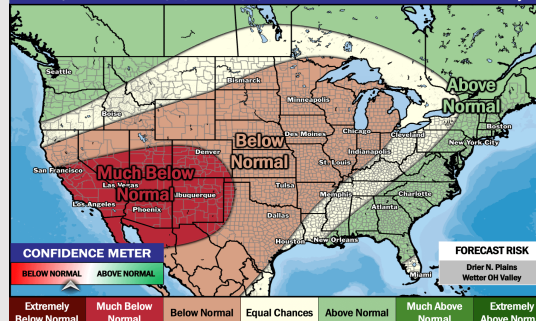 Seattle
Bismarck
Minneapolis
Boise
Above
Normal
Boston
New York City
Des Moines
Chicago
Cleveland
Below
Normal
Indianapolis
Denver
St. Louis
San Francisco
Much Below
Normal
Las Vegas
Albuquerque
Los Angeles
Phoenix
Tulsa
Memphis
Charlotte
Atlanta
Dallas
Houston
New Orleans
Miami
CONFIDENCE METER
BELOW NORMAL
ABOVE NORMAL
FORECAST RISK
Drier N. Plains
Wetter OH Valley
Extremely
Below Normal
Much Below
Normal
Below Normal
Equal Chances
Above Normal
Much Above
Normal
Extremely
Above Normal